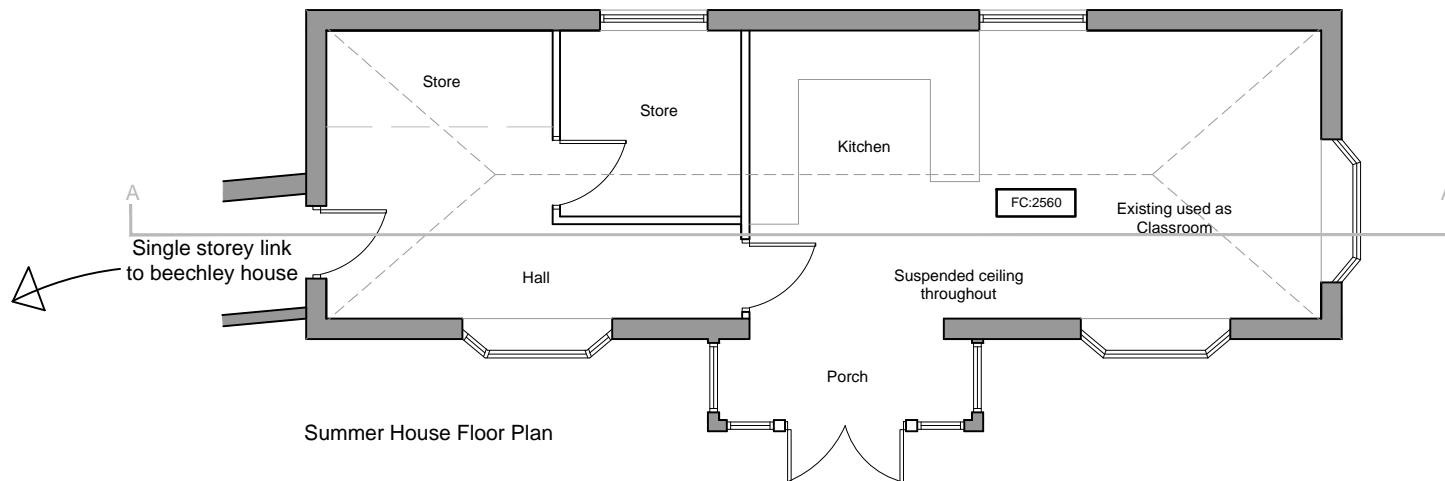 Store
Store
Kitchen
A
A
FC:2560
Existing used as
Classroom
Single storey link
to beechley house
Hall
Suspended ceiling
throughout
Porch
Summer House Floor Plan